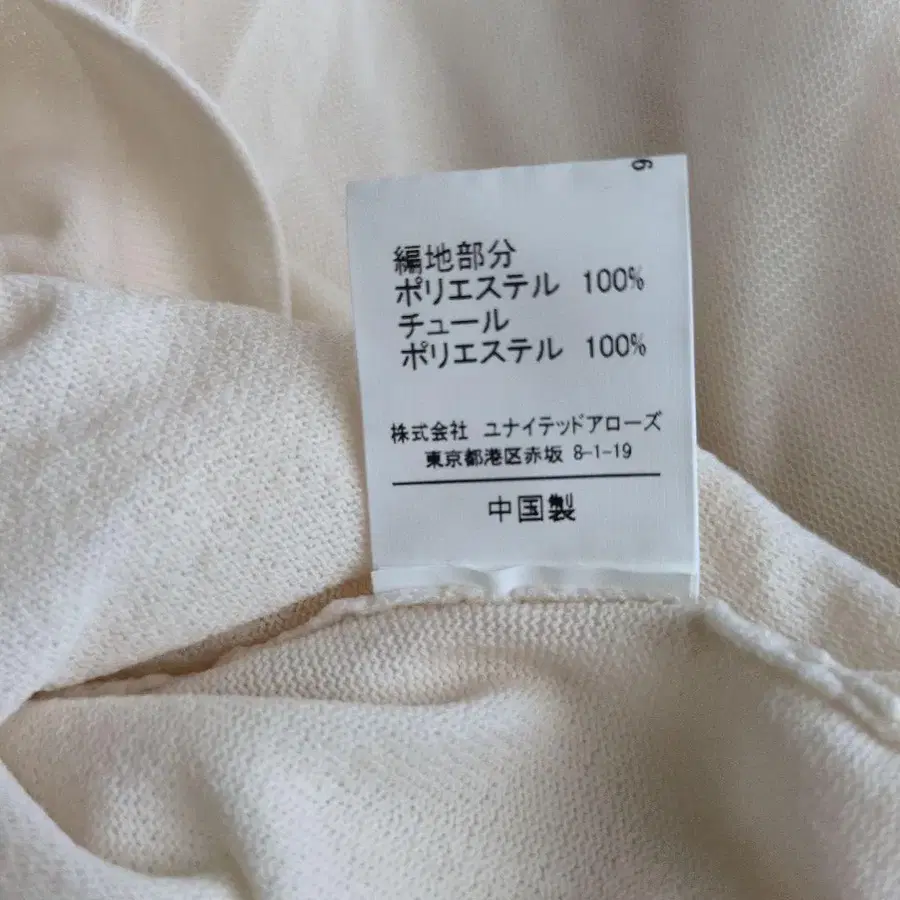 編地部分
ポリエステル 100%
チュール
ポリエステル 100%
株式会社 ユナイテッドアローズ
東京都港区赤坂 8-1-19
中国製